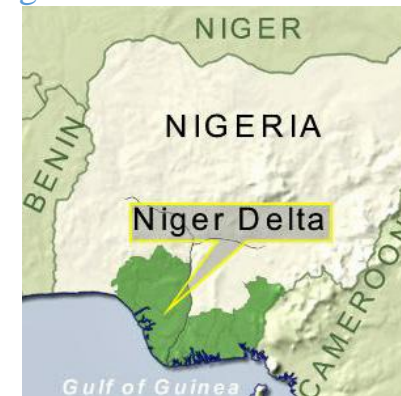 NIGER
NIGERIA
BENIN
Niger Delta
CAMEROON
Gulf of Guinea